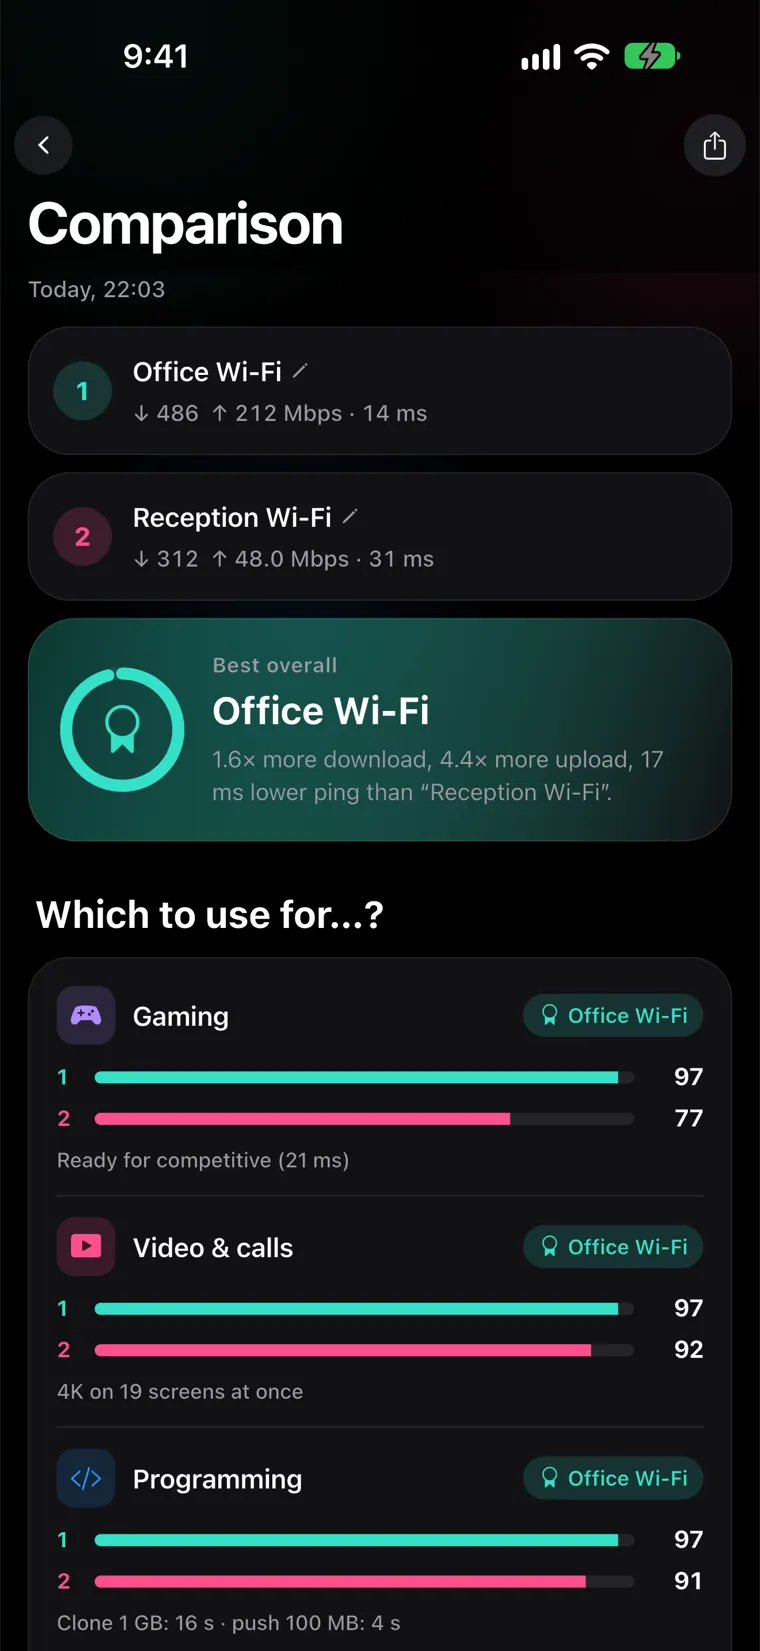 9:41
Comparison
Today, 22:03
1
Office Wi-Fi
↓ 486 ↑ 212 Mbps · 14 ms
2
Reception Wi-Fi
↓ 312 ↑ 48.0 Mbps · 31 ms
Best overall
Office Wi-Fi
1.6× more download, 4.4× more upload, 17
ms lower ping than “Reception Wi-Fi”.
Which to use for...?
Gaming
Office Wi-Fi
1 97
2 77
Ready for competitive (21 ms)
Video & calls
Office Wi-Fi
1 97
2 92
4K on 19 screens at once
</> Programming
Office Wi-Fi
1 97
2 91
Clone 1 GB: 16 s · push 100 MB: 4 s